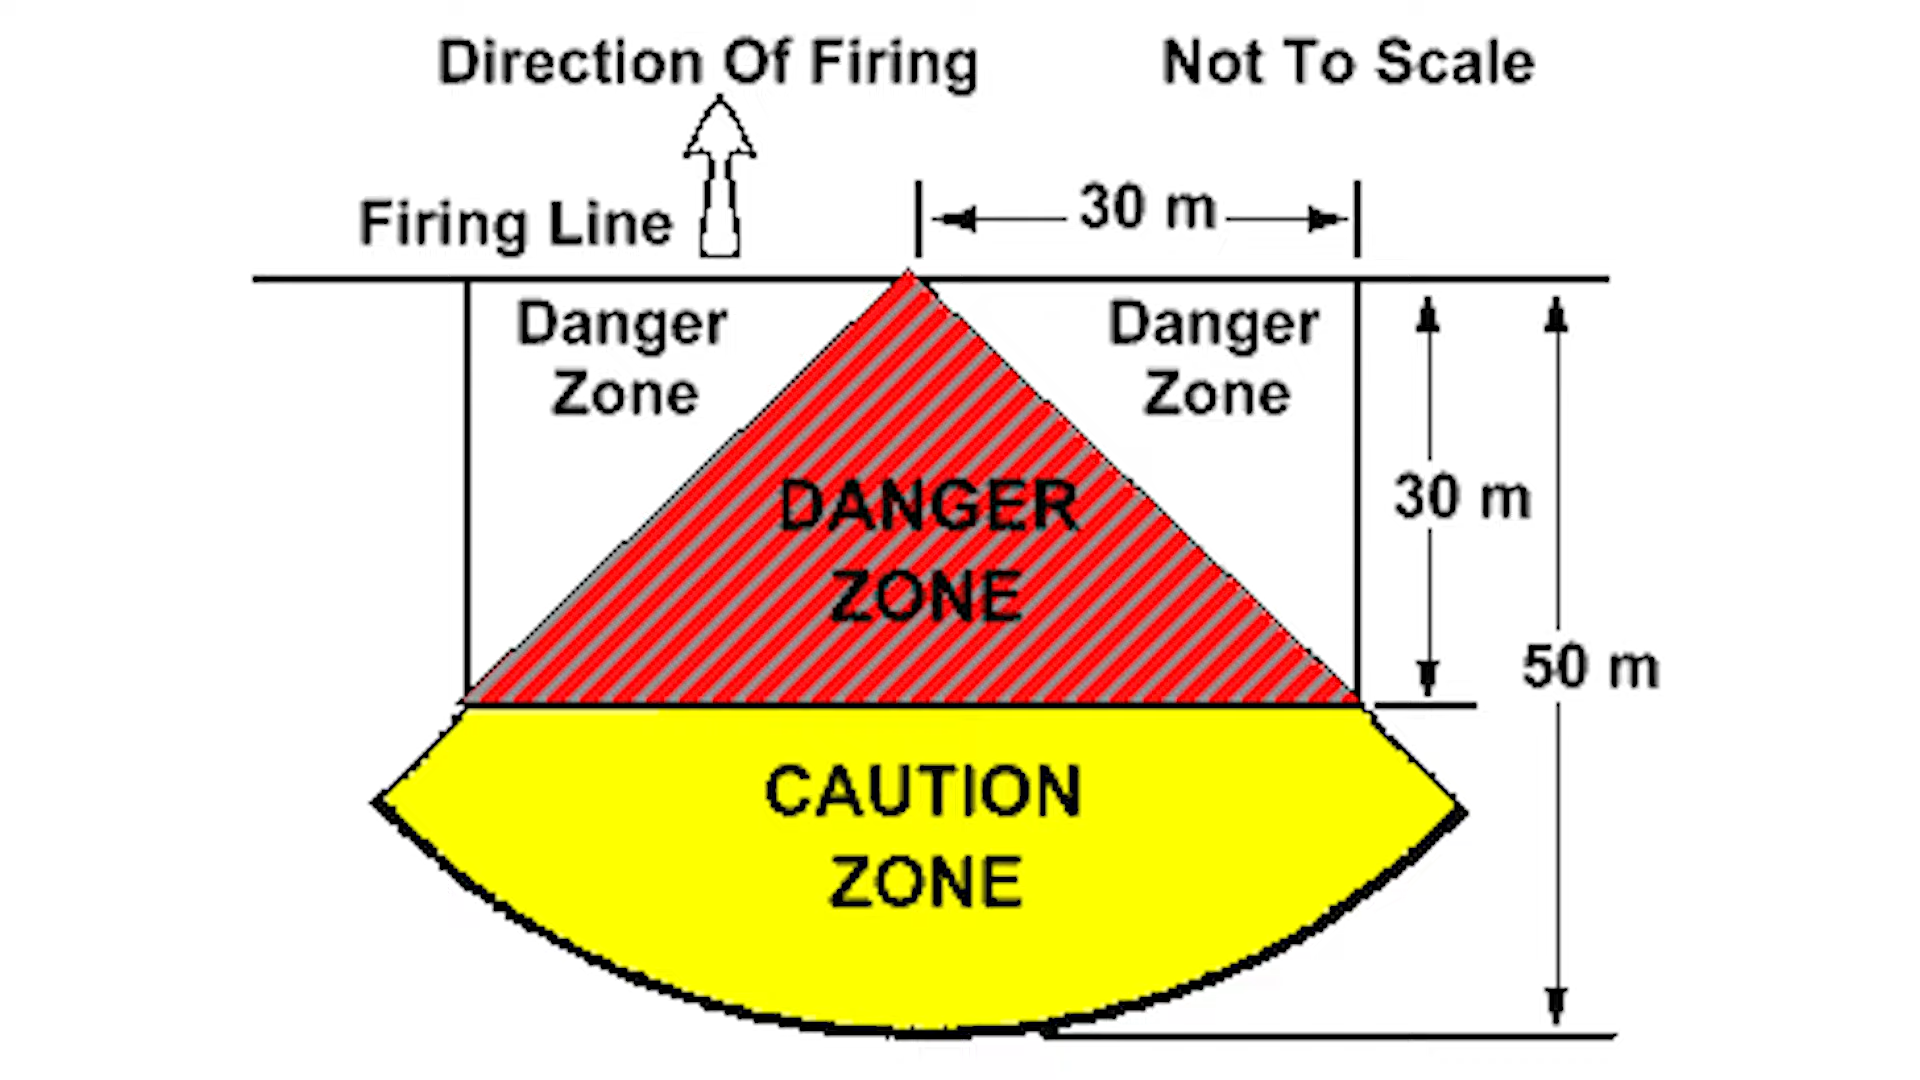 Direction Of Firing
Not To Scale
Firing Line
30 m
Danger
Zone
Danger
Zone
DANGER
ZONE
30 m
50 m
CAUTION
ZONE